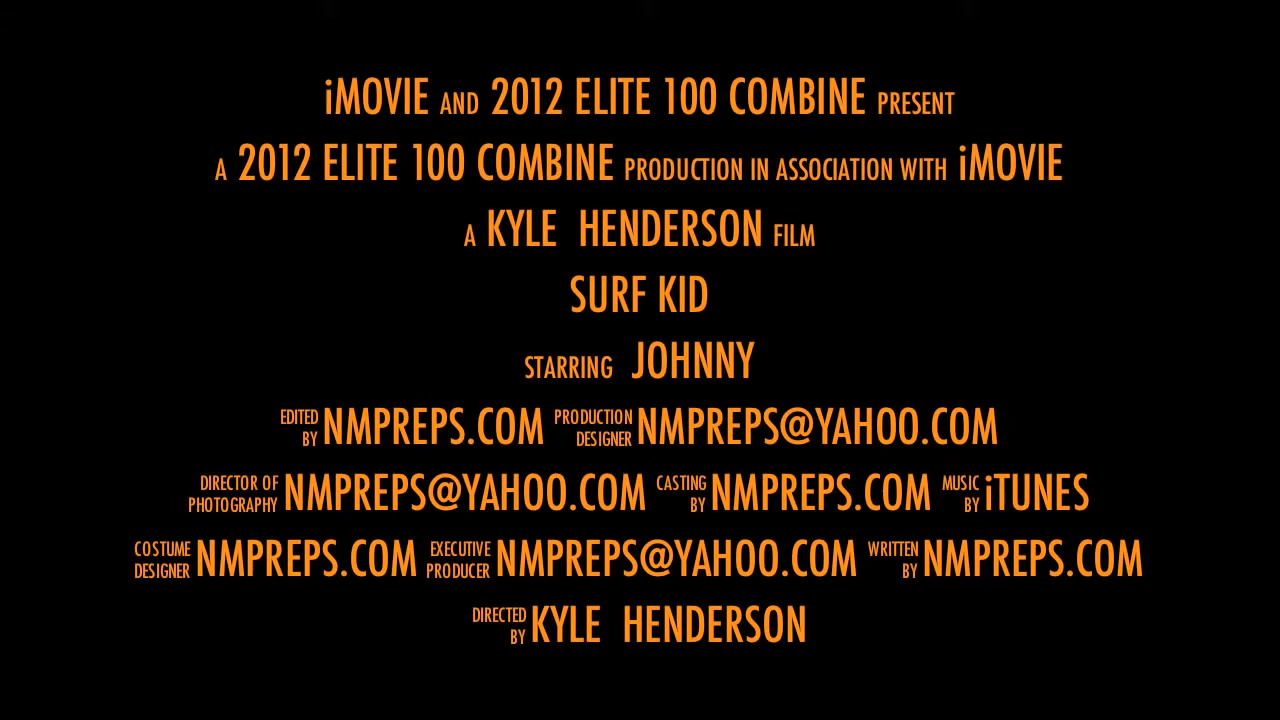 iMOVIE AND 2012 ELITE 100 COMBINE PRESENT
A 2012 ELITE 100 COMBINE PRODUCTION IN ASSOCIATION WITH iMOVIE
A KYLE HENDERSON FILM
SURF KID
STARRING JOHNNY
EDITED BY NMPREPS.COM PRODUCTION DESIGNER NMPREPS@YAHOO.COM
DIRECTOR OF PHOTOGRAPHY NMPREPS@YAHOO.COM CASTING BY NMPREPS.COM MUSIC BY iTUNES
COSTUME DESIGNER NMPREPS.COM EXECUTIVE PRODUCER NMPREPS@YAHOO.COM WRITTEN BY NMPREPS.COM
DIRECTED BY KYLE HENDERSON